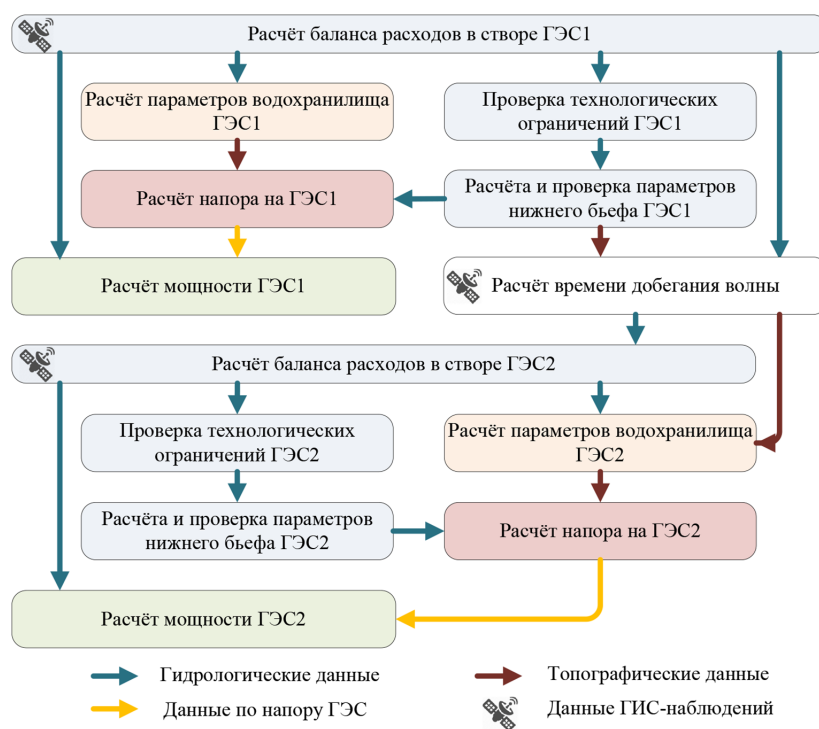 Расчёт баланса расходов в створе ГЭС1
Расчёт параметров водохранилища
ГЭС1
Проверка технологических
ограничений ГЭС1
Расчёт напора на ГЭС1
Расчёта и проверка параметров
нижнего бьефа ГЭС1
Расчёт мощности ГЭС1
Расчёт времени добегания волны
Расчёт баланса расходов в створе ГЭС2
Проверка технологических
ограничений ГЭС2
Расчёт параметров водохранилища
ГЭС2
Расчёта и проверка параметров
нижнего бьефа ГЭС2
Расчёт напора на ГЭС2
Расчёт мощности ГЭС2
Гидрологические данные
Топографические данные
Данные по напору ГЭС
Данные ГИС-наблюдений